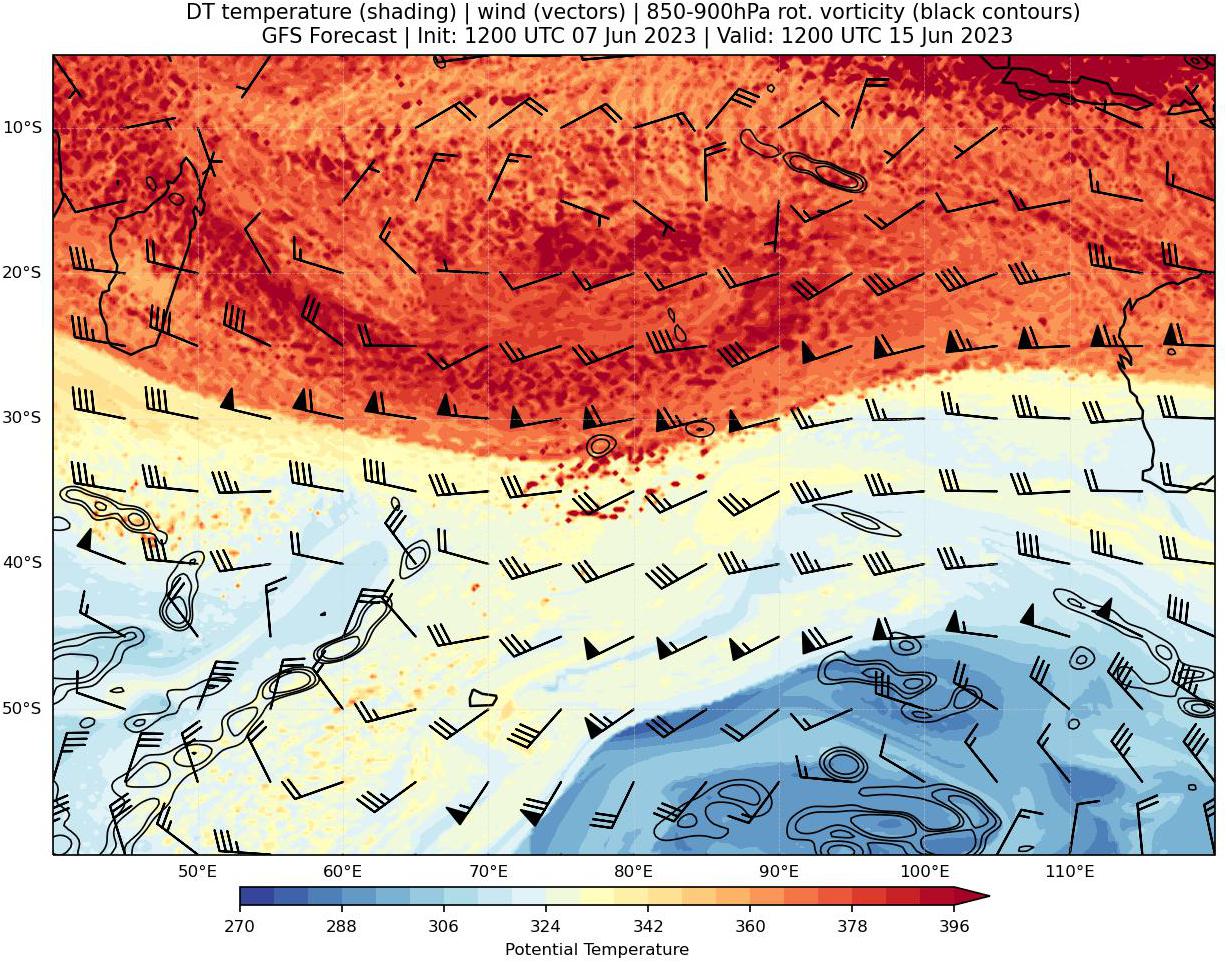 DT temperature (shading) | wind (vectors) | 850-900hPa rot. vorticity (black contours)
GFS Forecast | Init: 1200 UTC 07 Jun 2023 | Valid: 1200 UTC 15 Jun 2023
10°S
20°S
30°S
40°S
50°S
50°E 60°E 70°E 80°E 90°E 100°E 110°E
270 288 306 324 342 360 378 396
Potential Temperature